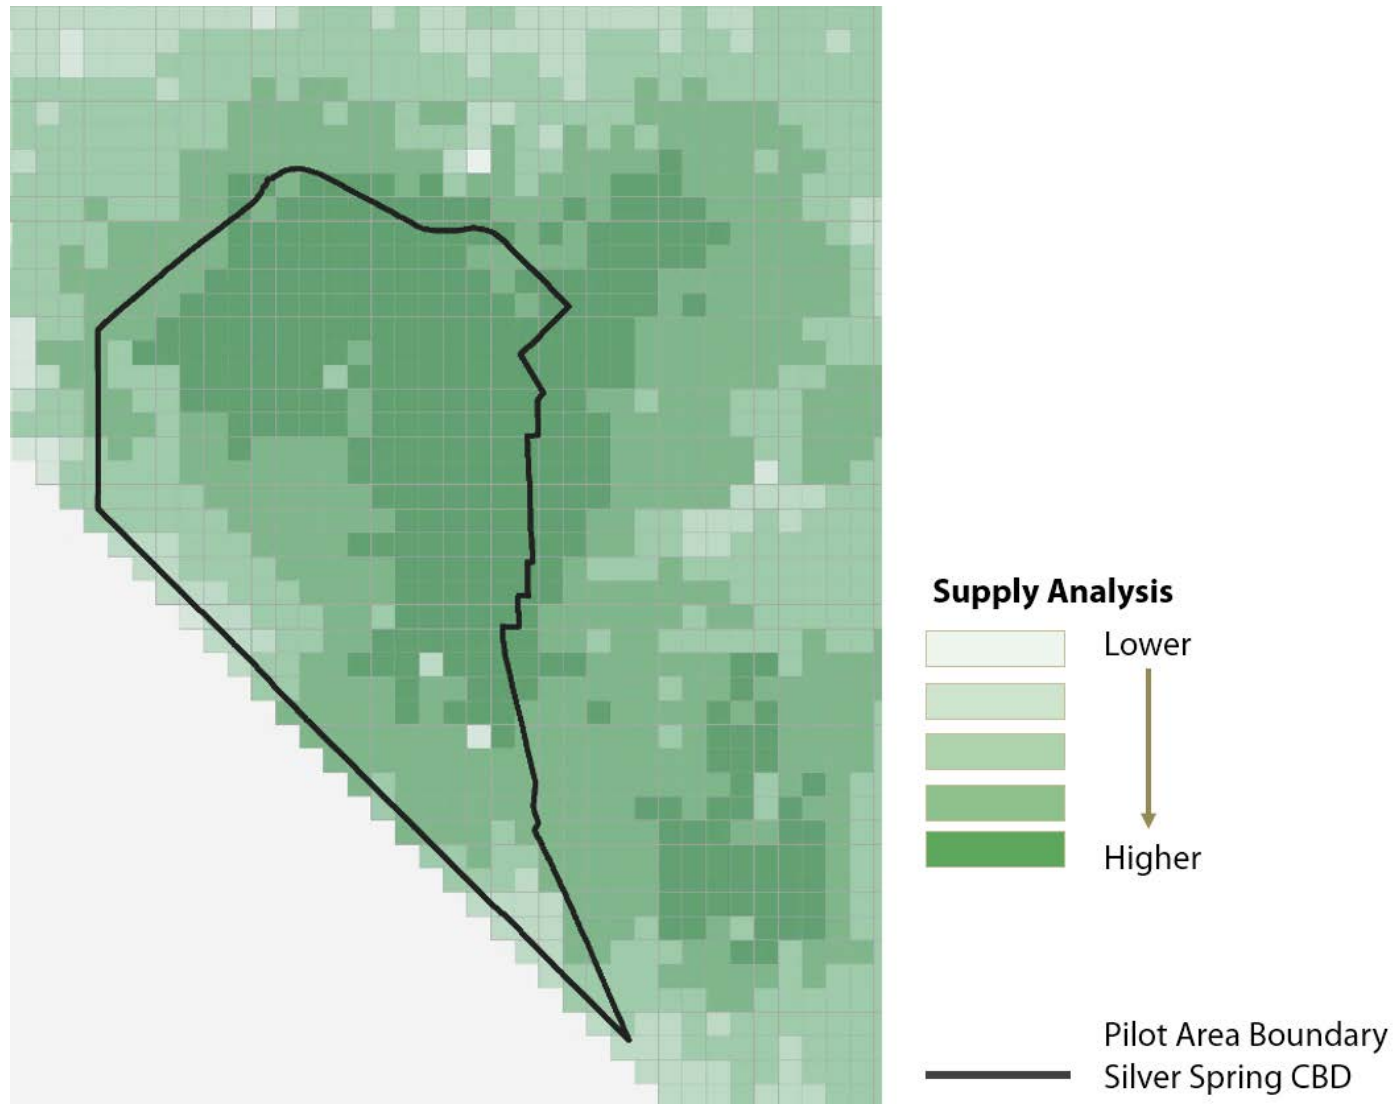 Supply Analysis
Lower
Higher
Pilot Area Boundary
Silver Spring CBD